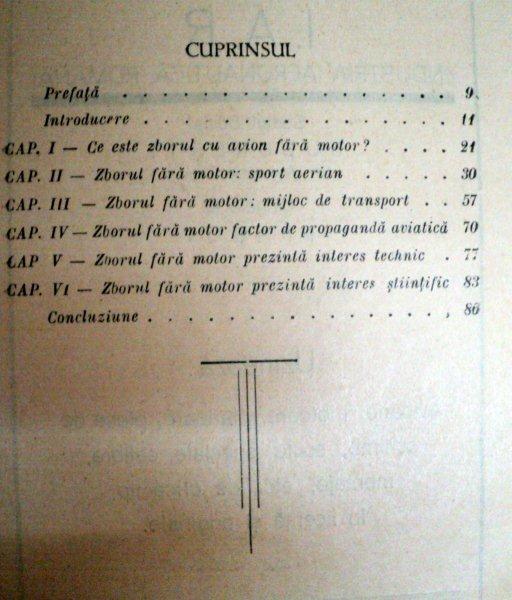 CUPRINSUL
Prefaţă . . . . . . . . . . . . . . . . . 9
Introducere . . . . . . . . . . . . . . . 11
CAP. I — Ce este zborul cu avion fără motor? . . . . 21
CAP. II — Zborul fără motor: sport aerian . . . . . 30
CAP. III — Zborul fără motor: mijloc de transport . . 57
CAP. IV — Zborul fără motor factor de propagandă aviatică 70
CAP V — Zborul fără motor prezintă interes technic . 77
CAP. VI — Zborul fără motor prezintă interes ştiinţific 83
Concluziune . . . . . . . . . . . . . . . 86